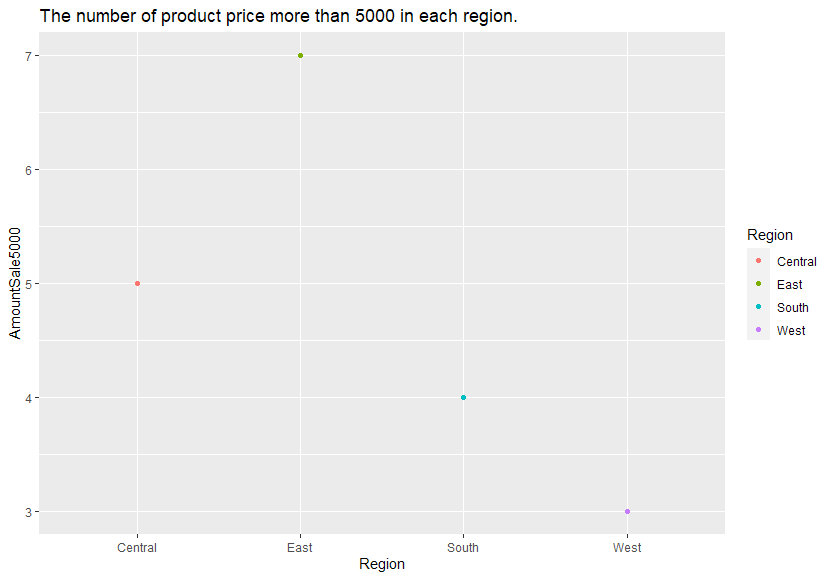 The number of product price more than 5000 in each region.
AmountSale5000
7
6
5
4
3
Central
East
South
West
Region
Region
Central
East
South
West